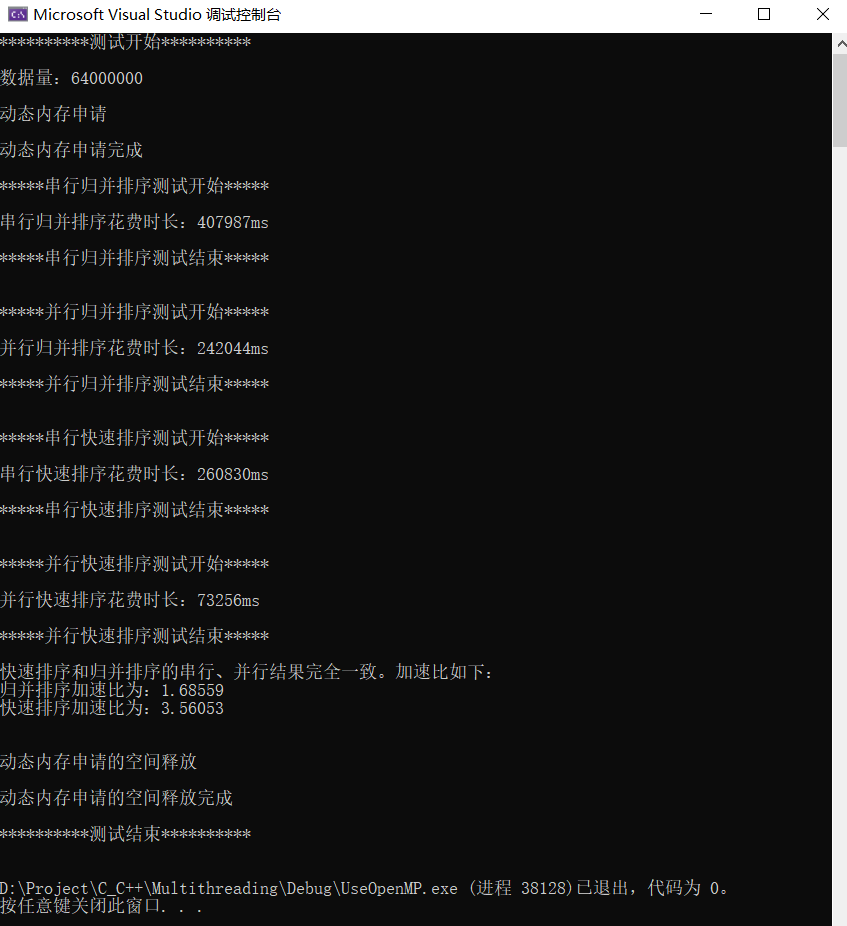 Microsoft Visual Studio 调试控制台
**********测试开始**********
数据量：64000000
动态内存申请
动态内存申请完成
*****串行归并排序测试开始*****
串行归并排序花费时长：407987ms
*****串行归并排序测试结束*****
*****并行归并排序测试开始*****
并行归并排序花费时长：242044ms
*****并行归并排序测试结束*****
*****串行快速排序测试开始*****
串行快速排序花费时长：260830ms
*****串行快速排序测试结束*****
*****并行快速排序测试开始*****
并行快速排序花费时长：73256ms
*****并行快速排序测试结束*****
快速排序和归并排序的串行、并行结果完全一致。加速比如下：
归并排序加速比为：1.68559
快速排序加速比为：3.56053
动态内存申请的空间释放
动态内存申请的空间释放完成
**********测试结束**********
D:\Project\C_C++\Multithreading\Debug\UseOpenMP.exe (进程 38128)已退出，代码为 0。
按任意键关闭此窗口. . .